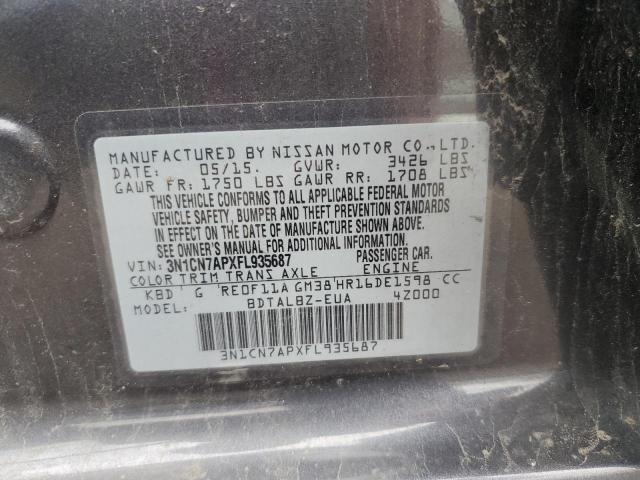 MANUFACTURED BY NISSAN MOTOR CO., LTD.
DATE: 05/15. GVWR: 3426 LBS
GAWR FR: 1750 LBS GAWR RR: 1708 LBS
THIS VEHICLE CONFORMS TO ALL APPLICABLE FEDERAL MOTOR
VEHICLE SAFETY, BUMPER AND THEFT PREVENTION STANDARDS
IN EFFECT ON THE DATE OF MANUFACTURE SHOWN ABOVE.
SEE OWNER'S MANUAL FOR ADDITIONAL INFORMATION.
VIN: 3N1CN7APXFL935687 PASSENGER CAR.
COLOR TRIM TRANS AXLE ENGINE
KBD G RE0F11A GM38 HR16DE1598 CC
BDTALBZ-EUA 4Z000
3N1CN7APXFL935687